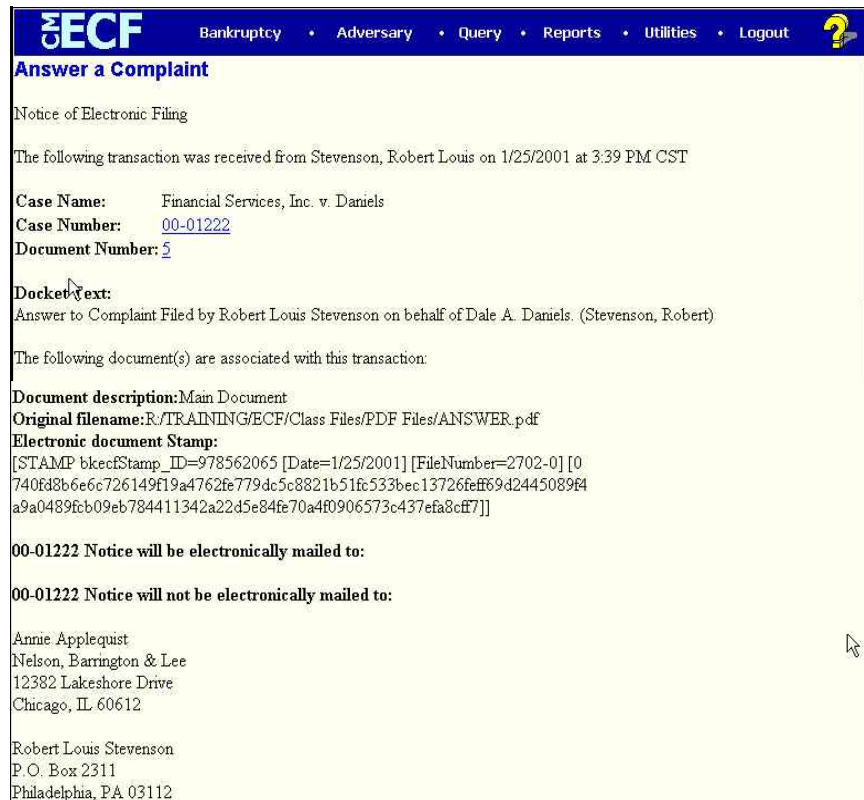 CM ECF Bankruptcy • Adversary • Query • Reports • Utilities • Logout ?
Answer a Complaint
Notice of Electronic Filing
The following transaction was received from Stevenson, Robert Louis on 1/25/2001 at 3:39 PM CST
Case Name: Financial Services, Inc. v. Daniels
Case Number: 00-01222
Document Number: 5
Docket Text:
Answer to Complaint Filed by Robert Louis Stevenson on behalf of Dale A. Daniels. (Stevenson, Robert)
The following document(s) are associated with this transaction:
Document description:Main Document
Original filename:R:/TRAINING/ECF/Class Files/PDF Files/ANSWER.pdf
Electronic document Stamp:
[STAMP bkecfStamp_ID=978562065 [Date=1/25/2001] [FileNumber=2702-0] [0
740fd8b6e6c726149f19a4762fe779dc5c8821b51fc533bec13726feff69d2445089f4
a9a0489fcb09eb784411342a22d5e84fe70a4f0906573c437efa8cff7]]
00-01222 Notice will be electronically mailed to:
00-01222 Notice will not be electronically mailed to:
Annie Applequist
Nelson, Barrington & Lee
12382 Lakeshore Drive
Chicago, IL 60612
Robert Louis Stevenson
P.O. Box 2311
Philadelphia, PA 03112